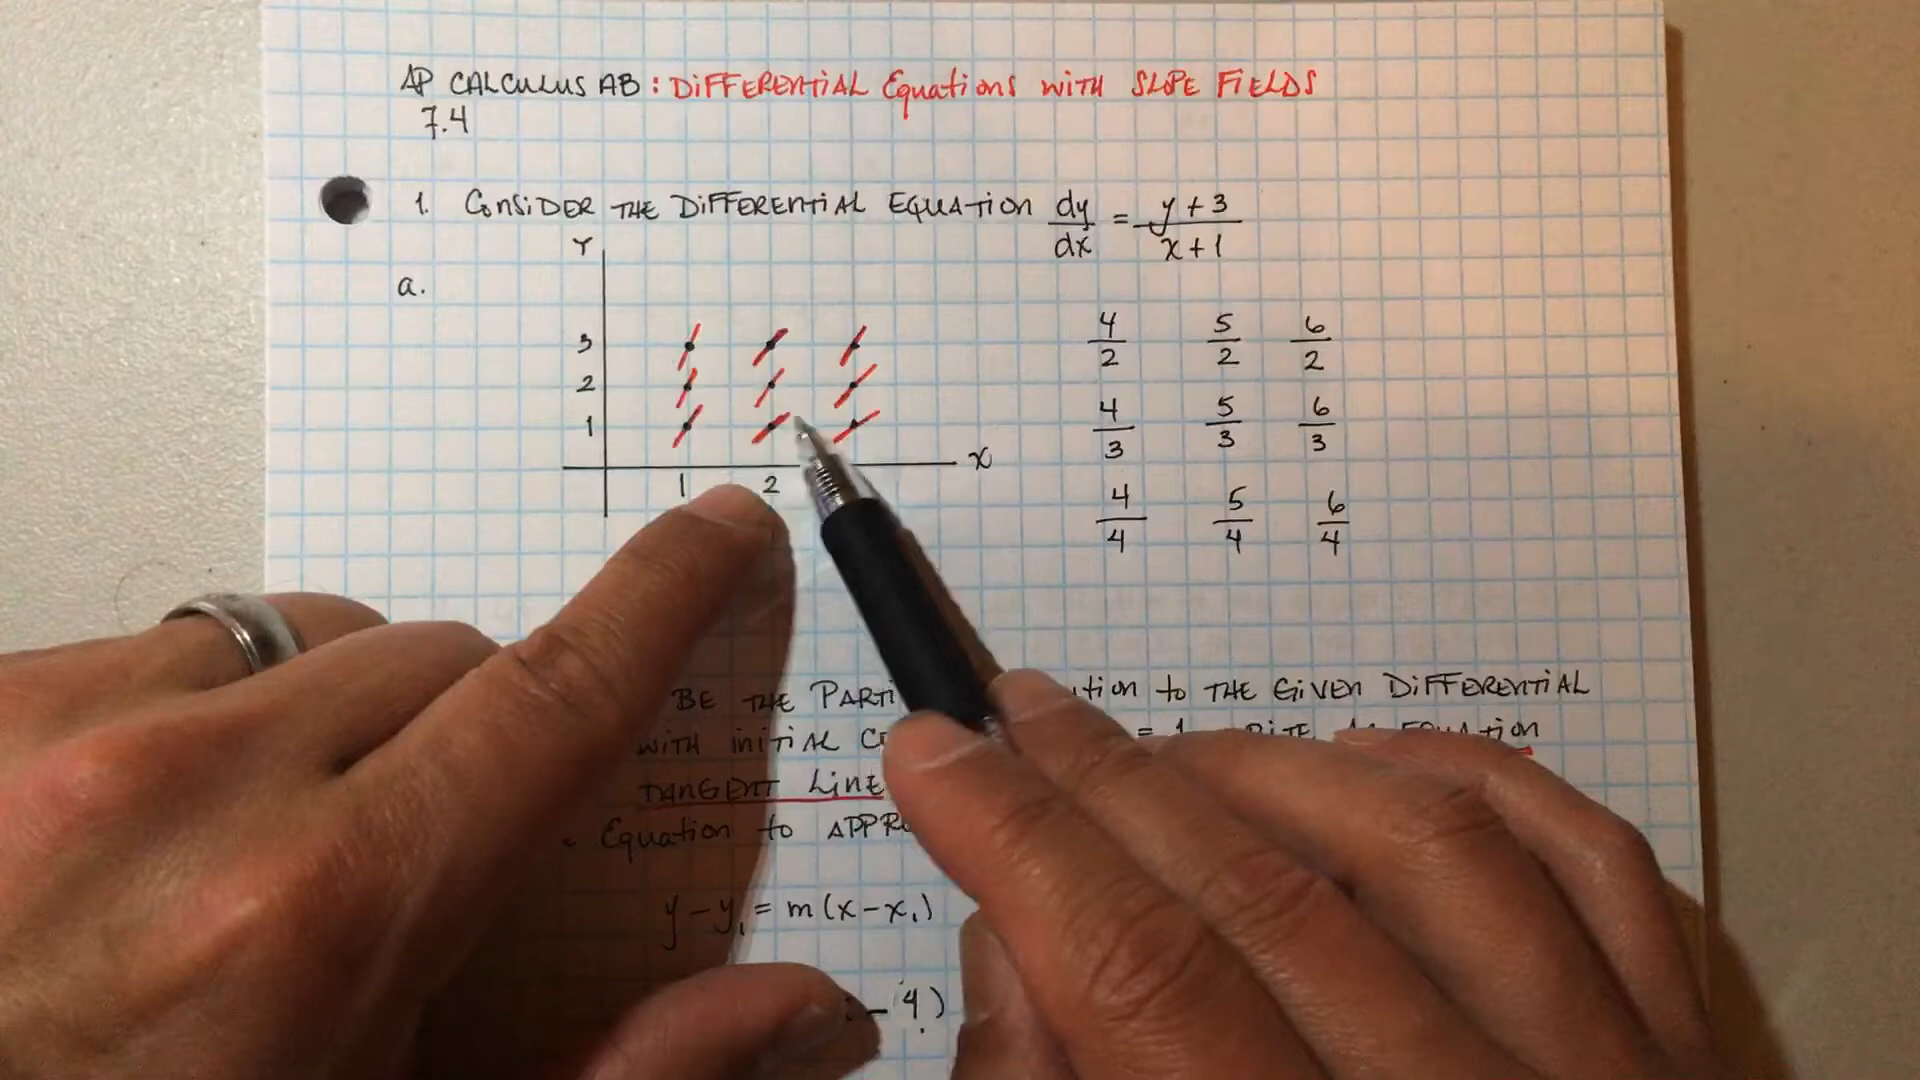 AP CALCULUS AB: DIFFERENTIAL Equations with SLOPE FIELDS
7.4
1. CONSIDER THE DIFFERENTIAL EQUATION dy/dx = y+3/x+1
a.
Y
3
2
1
1 2
x
4/2 5/2 6/2
4/3 5/3 6/3
4/4 5/4 6/4
BE THE TO THE GIVEN DIFFERENTIAL
WITH INITIAL = 1
TANGENT LINE
Equation to
y-y₁ = m(x-x₁)
- 4)